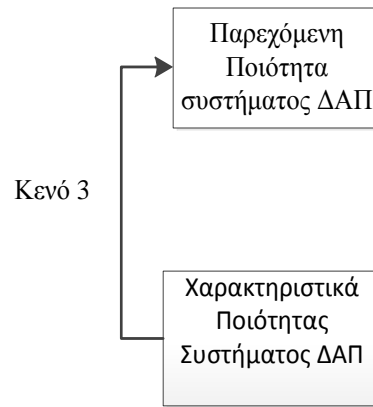 Παρεχόμενη
Ποιότητα
συστήματος ΔΑΠ
Κενό 3
Χαρακτηριστικά
Ποιότητας
Συστήματος ΔΑΠ